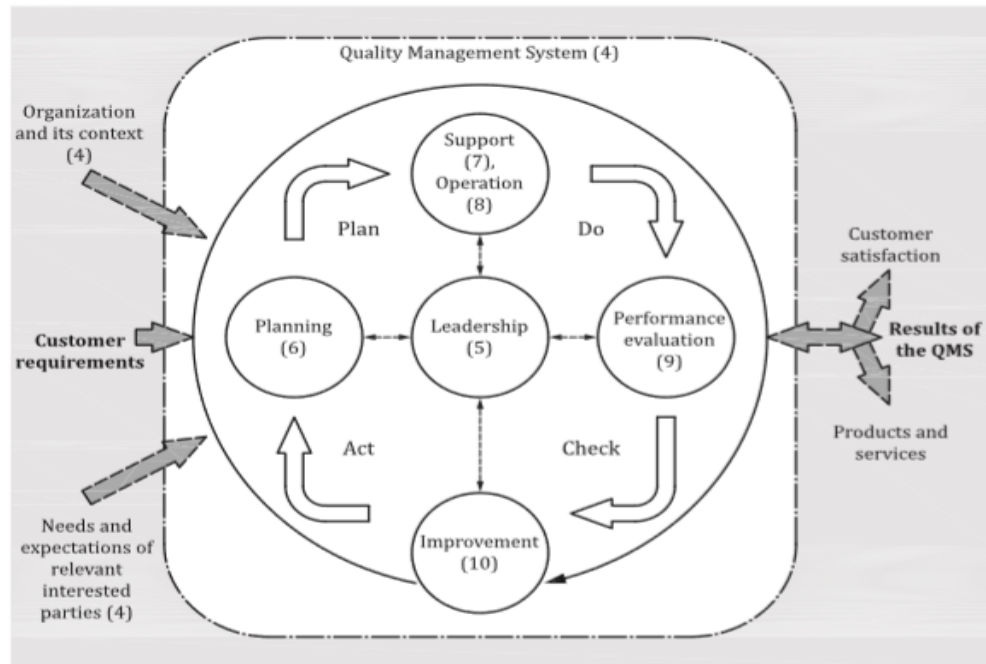 Quality Management System (4)
Organization
and its context
(4)
Support
(7),
Operation
(8)
Plan
Do
Customer
satisfaction
Customer
requirements
Planning
(6)
Leadership
(5)
Performance
evaluation
(9)
Results of
the QMS
Act
Check
Products and
services
Needs and
expectations of
relevant
interested
parties (4)
Improvement
(10)